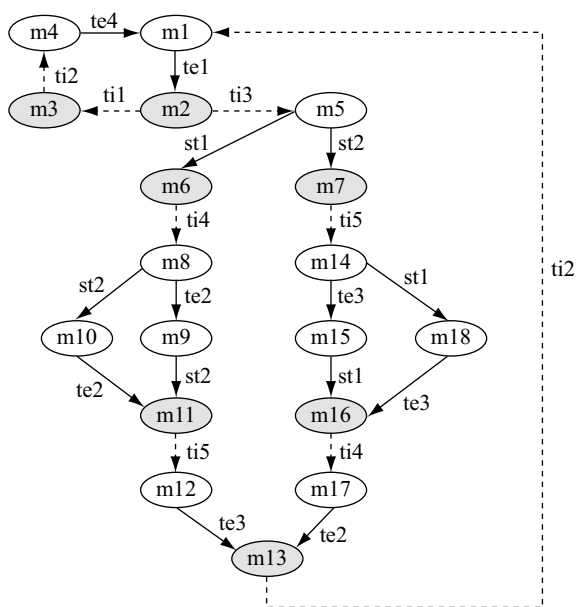 m4 te4 m1
te1
ti2
m3 ti1 m2 ti3 m5
st1 st2
m6 m7
ti4 ti5
m8 m14
st2 te2 te3 st1
ti2
m10 m9 m15 m18
te2 st2 st1 te3
m11 m16
ti5 ti4
m12 m17
te3 te2
m13